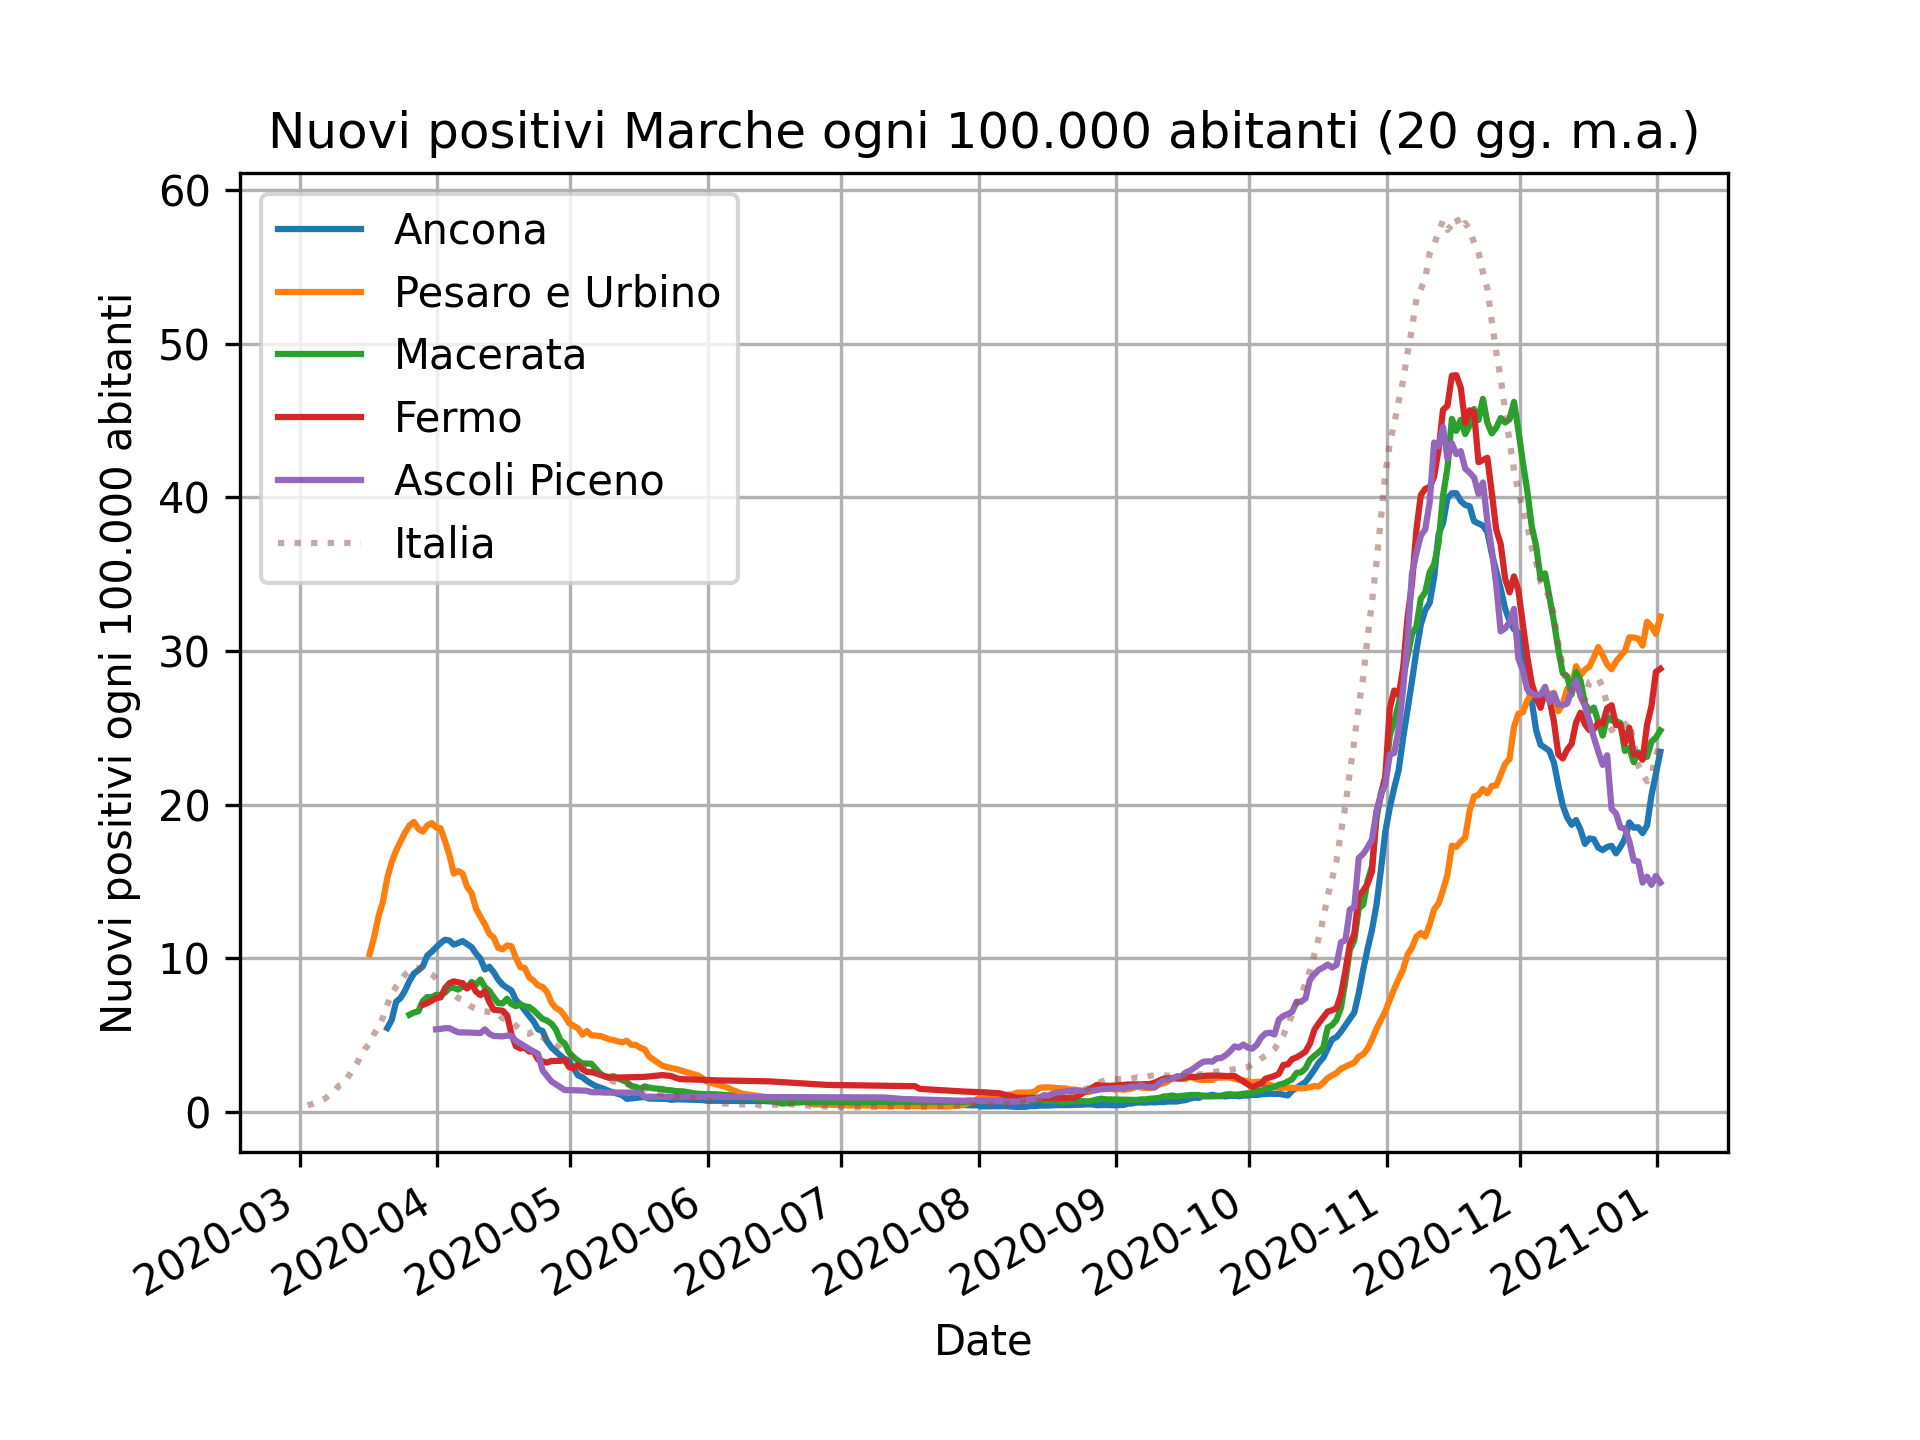 Nuovi positivi Marche ogni 100.000 abitanti (20 gg. m.a.)
Nuovi positivi ogni 100.000 abitanti
60
50
40
30
20
10
0
Ancona
Pesaro e Urbino
Macerata
Fermo
Ascoli Piceno
Italia
2020-03
2020-04
2020-05
2020-06
2020-07
2020-08
2020-09
2020-10
2020-11
2020-12
2021-01
Date